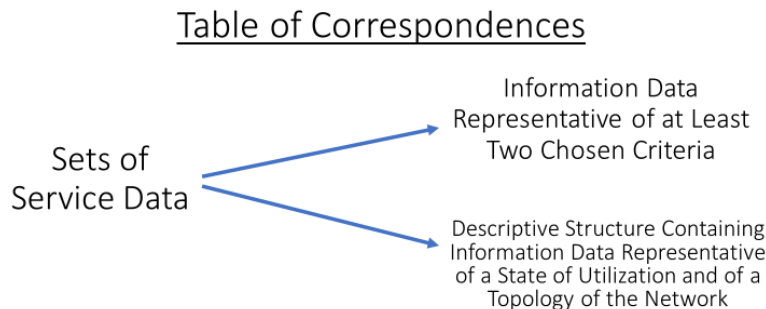 Table of Correspondences
Information Data
Representative of at Least
Two Chosen Criteria
Sets of
Service Data
Descriptive Structure Containing
Information Data Representative
of a State of Utilization and of a
Topology of the Network